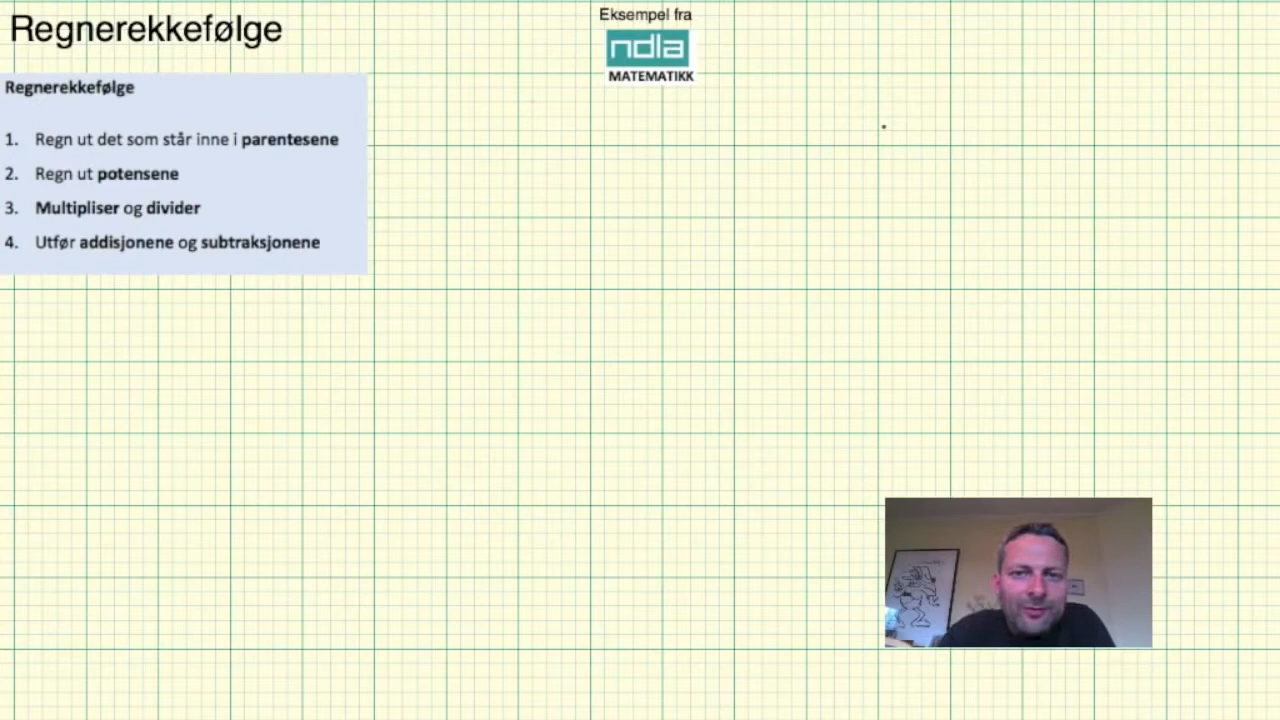 Regnerekkefølge
Eksempel fra
ndla
MATEMATIKK
Regnerekkefølge
1. Regn ut det som står inne i parentesene
2. Regn ut potensene
3. Multipliser og divider
4. Utfør addisjonene og subtraksjonene